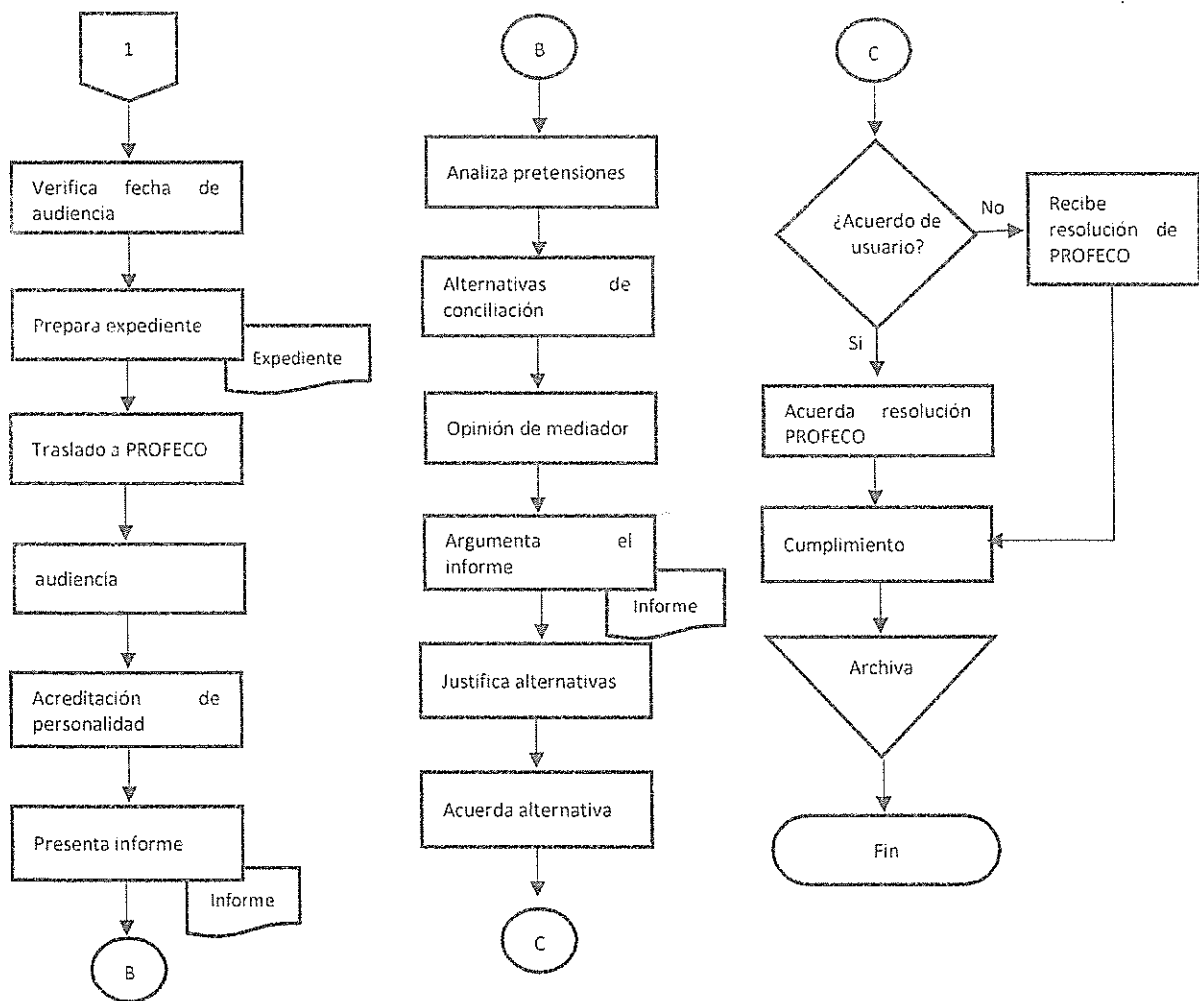 1
Verifica fecha de
audiencia
Prepara expediente
Expediente
Traslado a PROFECO
audiencia
Acreditación de
personalidad
Presenta informe
Informe
B
B
Analiza pretensiones
Alternativas de
conciliación
Opinión de mediador
Argumenta el
informe
Informe
Justifica alternativas
Acuerda alternativa
C
C
¿Acuerdo de
usuario?
No
Recibe
resolución de
PROFECO
Si
Acuerda resolución
PROFECO
Cumplimiento
Archiva
Fin